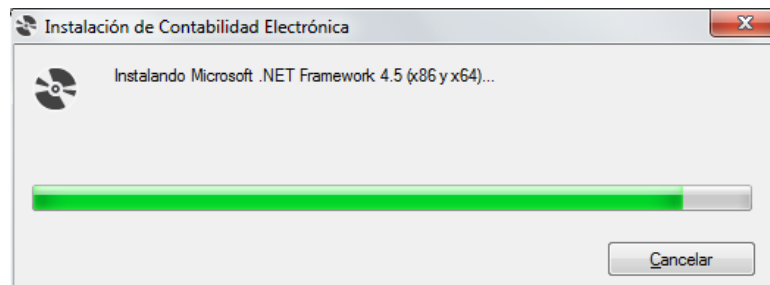 Instalación de Contabilidad Electrónica
Instalando Microsoft .NET Framework 4.5 (x86 y x64)...
Cancelar